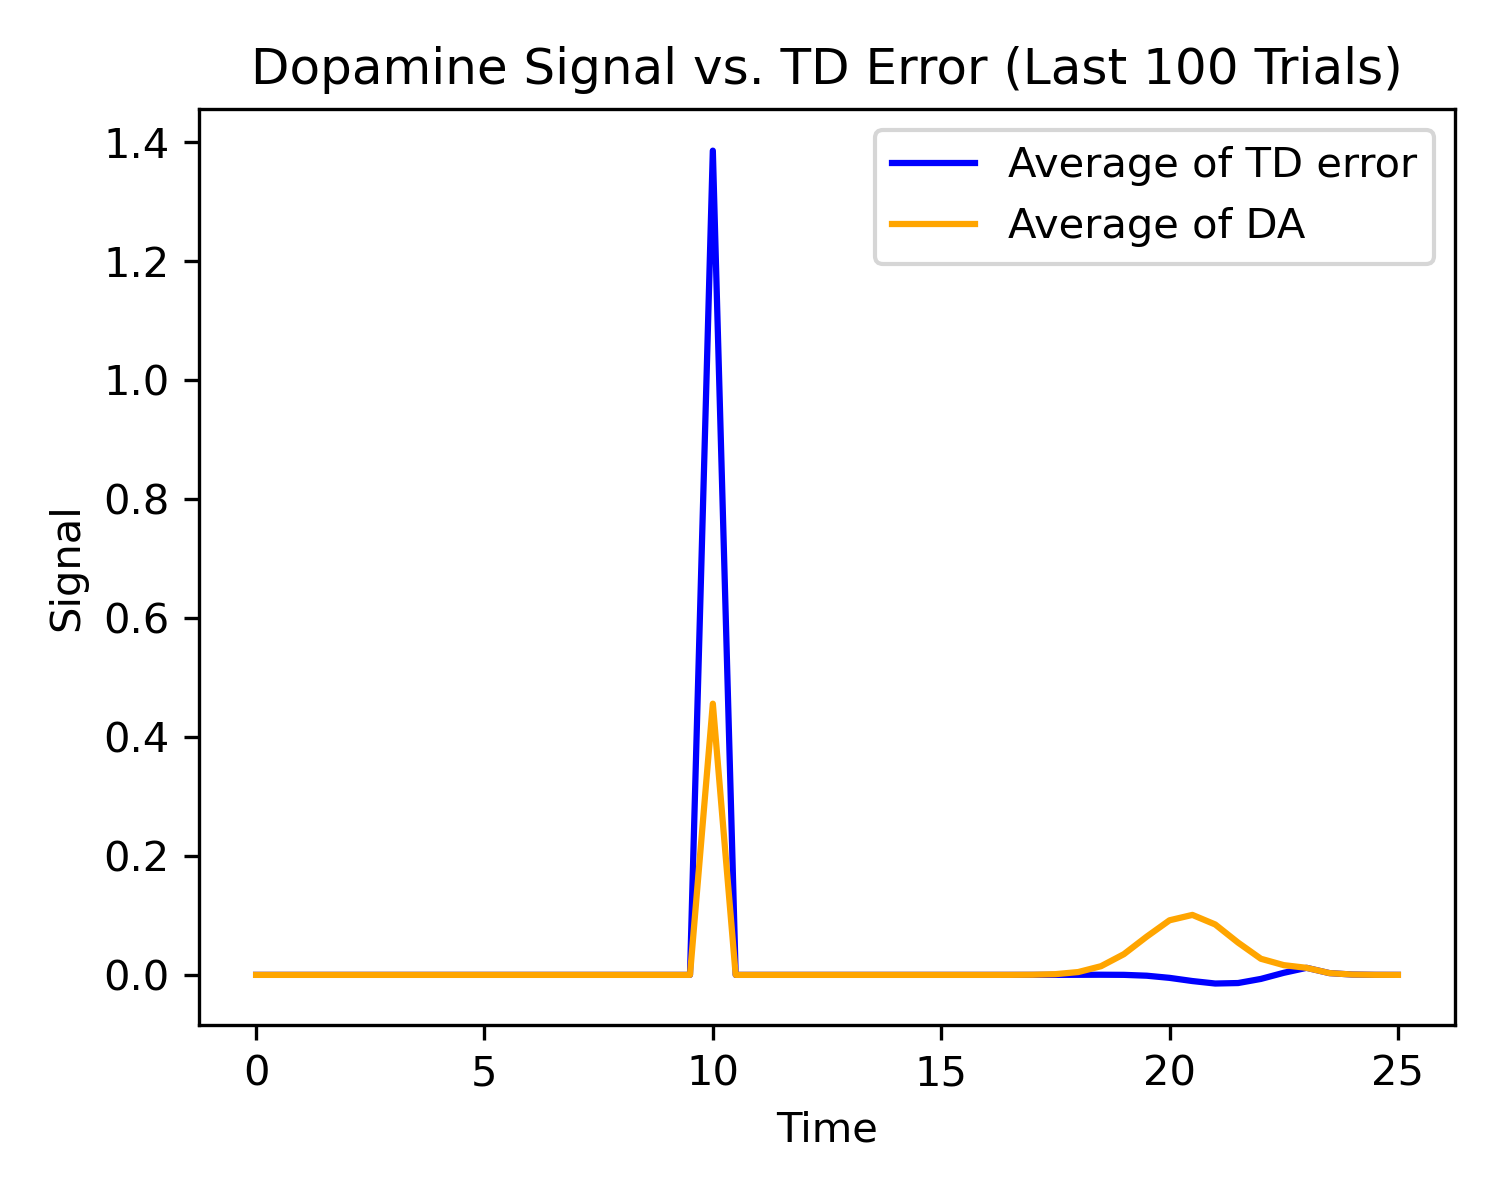 Dopamine Signal vs. TD Error (Last 100 Trials)
Average of TD error
Average of DA
1.4
1.2
1.0
0.8
0.6
0.4
0.2
0.0
Signal
0 5 10 15 20 25
Time